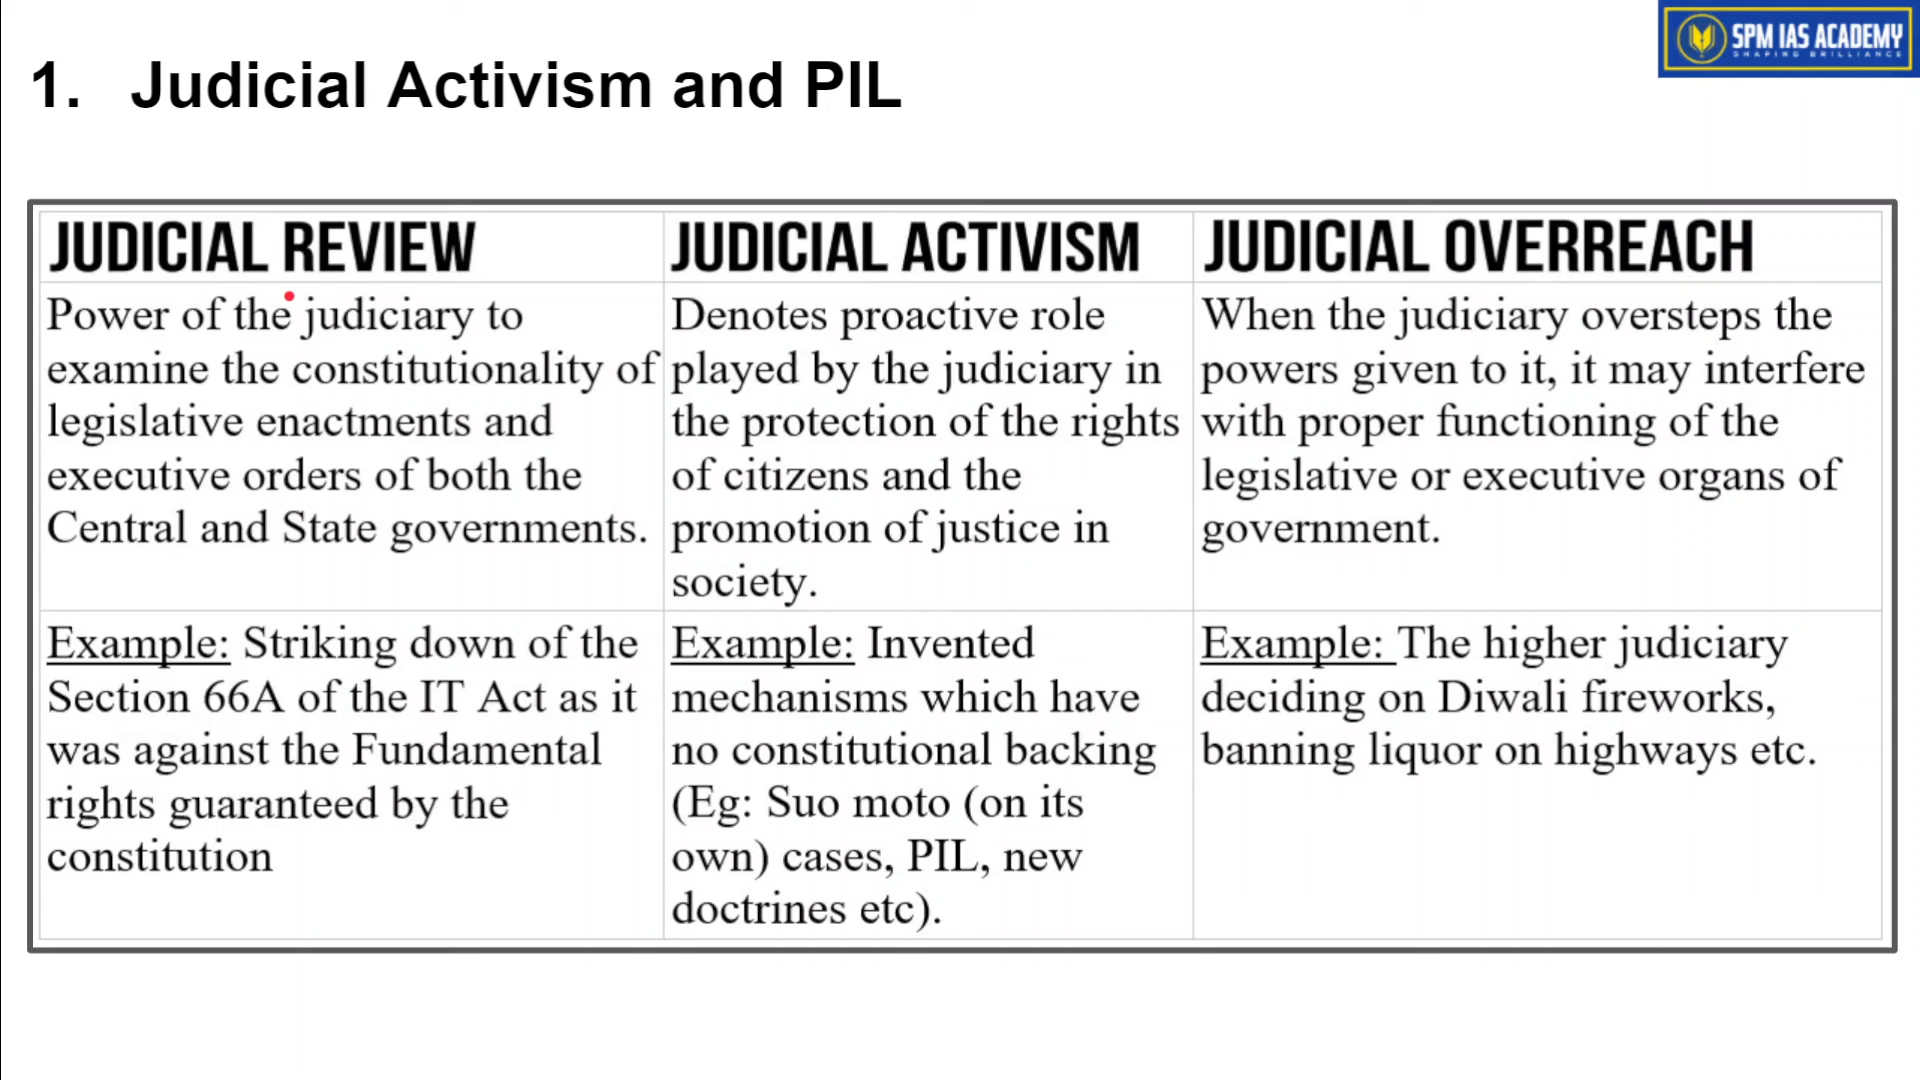 SPM IAS ACADEMY
SHAPING BRILLIANCE
1. Judicial Activism and PIL
JUDICIAL REVIEW
JUDICIAL ACTIVISM
JUDICIAL OVERREACH
Power of the judiciary to
examine the constitutionality of
legislative enactments and
executive orders of both the
Central and State governments.
Denotes proactive role
played by the judiciary in
the protection of the rights
of citizens and the
promotion of justice in
society.
When the judiciary oversteps the
powers given to it, it may interfere
with proper functioning of the
legislative or executive organs of
government.
Example: Striking down of the
Section 66A of the IT Act as it
was against the Fundamental
rights guaranteed by the
constitution
Example: Invented
mechanisms which have
no constitutional backing
(Eg: Suo moto (on its
own) cases, PIL, new
doctrines etc).
Example: The higher judiciary
deciding on Diwali fireworks,
banning liquor on highways etc.